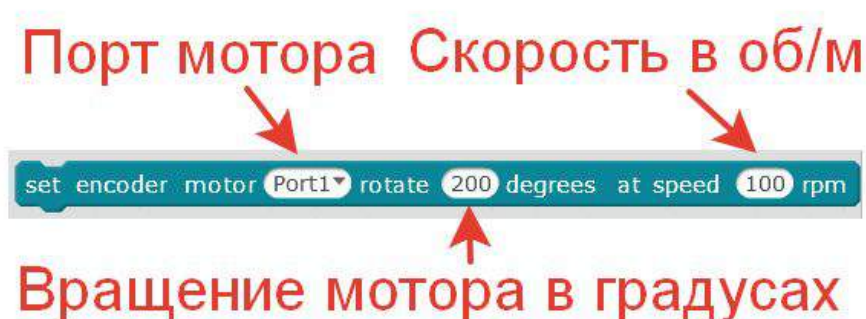 Порт мотора Скорость в об/м
set encoder motor Port1 rotate 200 degrees at speed 100 rpm
Вращение мотора в градусах